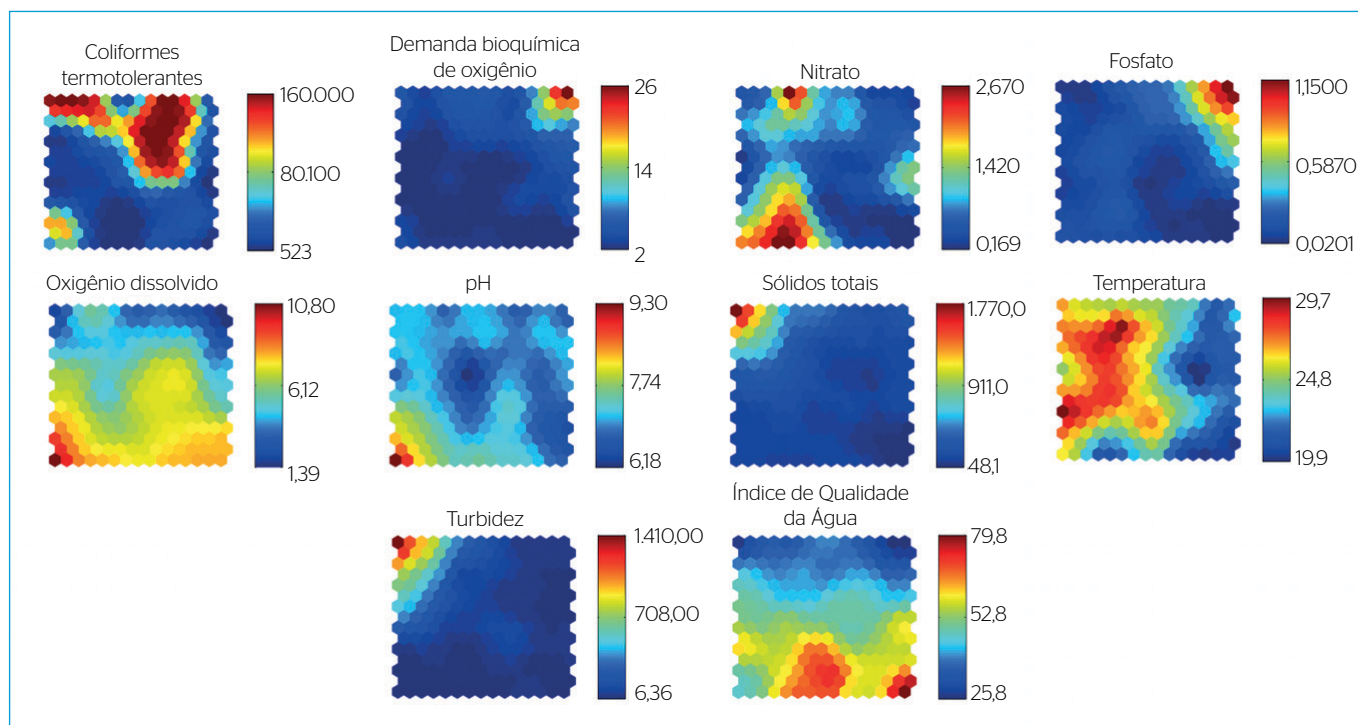 Coliformes
termotolerantes
160.000
80.100
523
Demanda bioquímica
de oxigênio
26
14
2
Nitrato
2,670
1,420
0,169
Fosfato
1,1500
0,5870
0,0201
Oxigênio dissolvido
10,80
6,12
1,39
pH
9,30
7,74
6,18
Sólidos totais
1.770,0
911,0
48,1
Temperatura
29,7
24,8
19,9
Turbidez
1.410,00
708,00
6,36
Índice de Qualidade
da Água
79,8
52,8
25,8